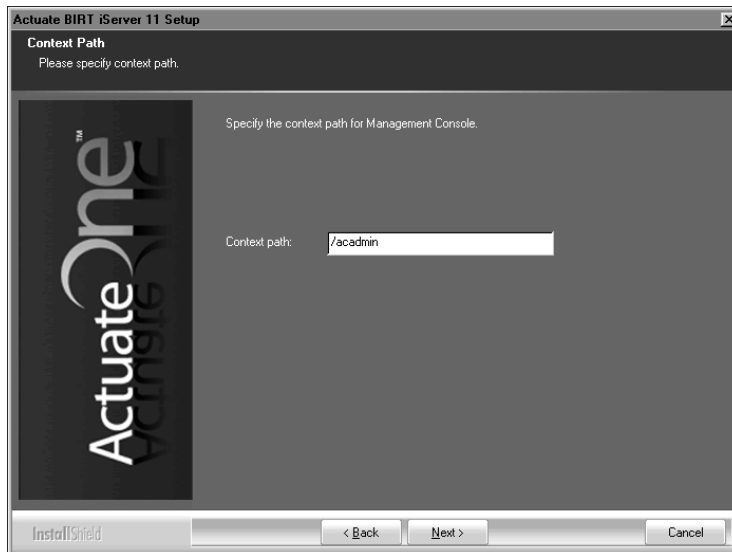 Actuate BIRT iServer 11 Setup
Context Path
Please specify context path.
Specify the context path for Management Console.
Context path: /acadmin
ActuateOne™
InstallShield
< Back Next > Cancel